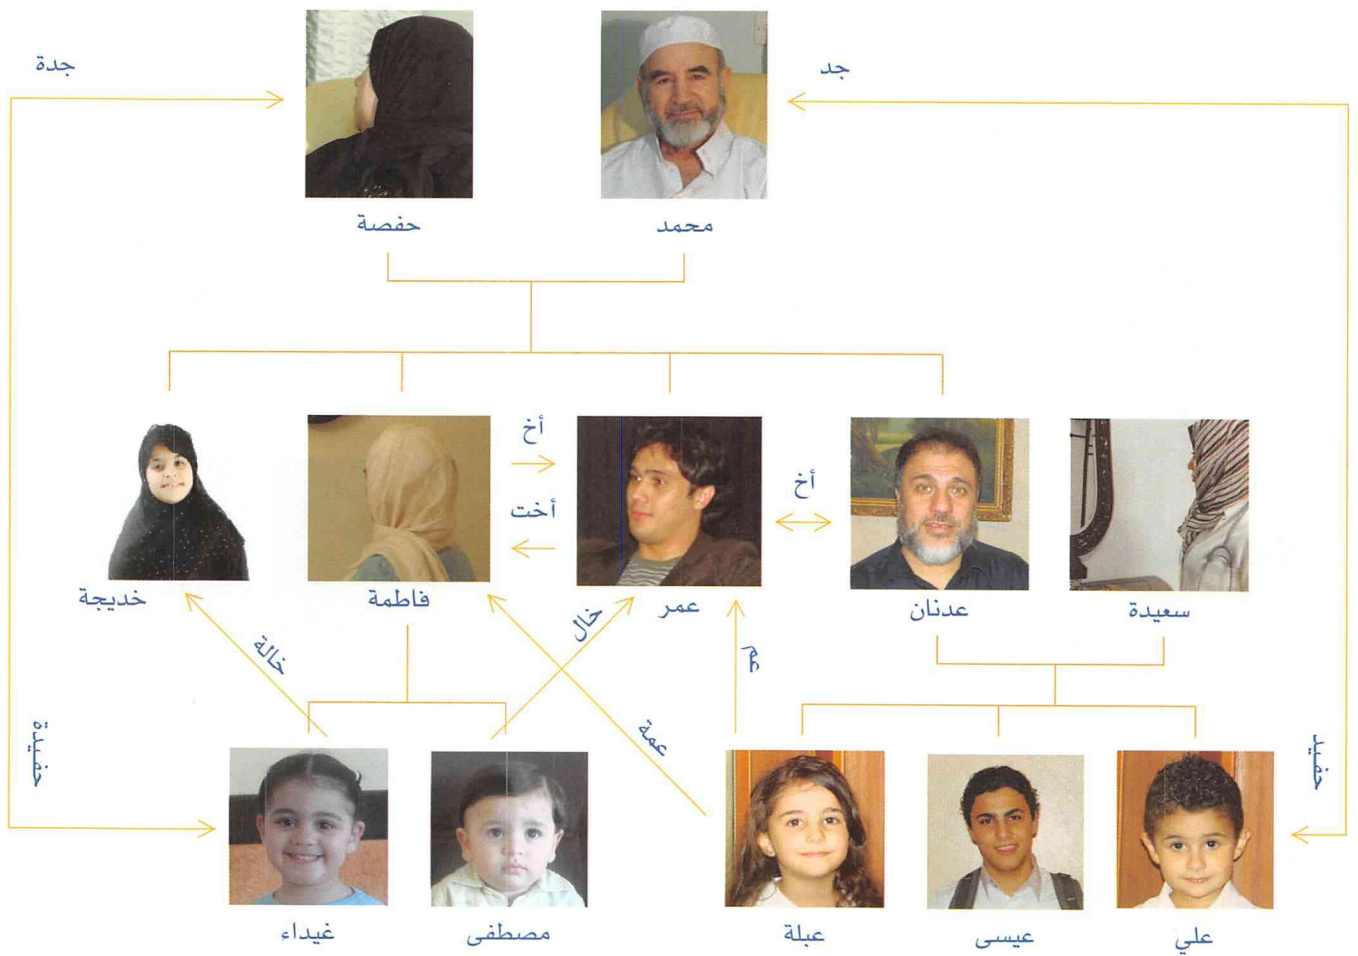 جد
جدة
محمد
حفصة
أخ
أخ
أخت
سعيدة
عدنان
عمر
فاطمة
خديجة
خال
خالة
عم
عمة
حفيد
حفيدة
علي
عيسى
عبلة
مصطفى
غيداء